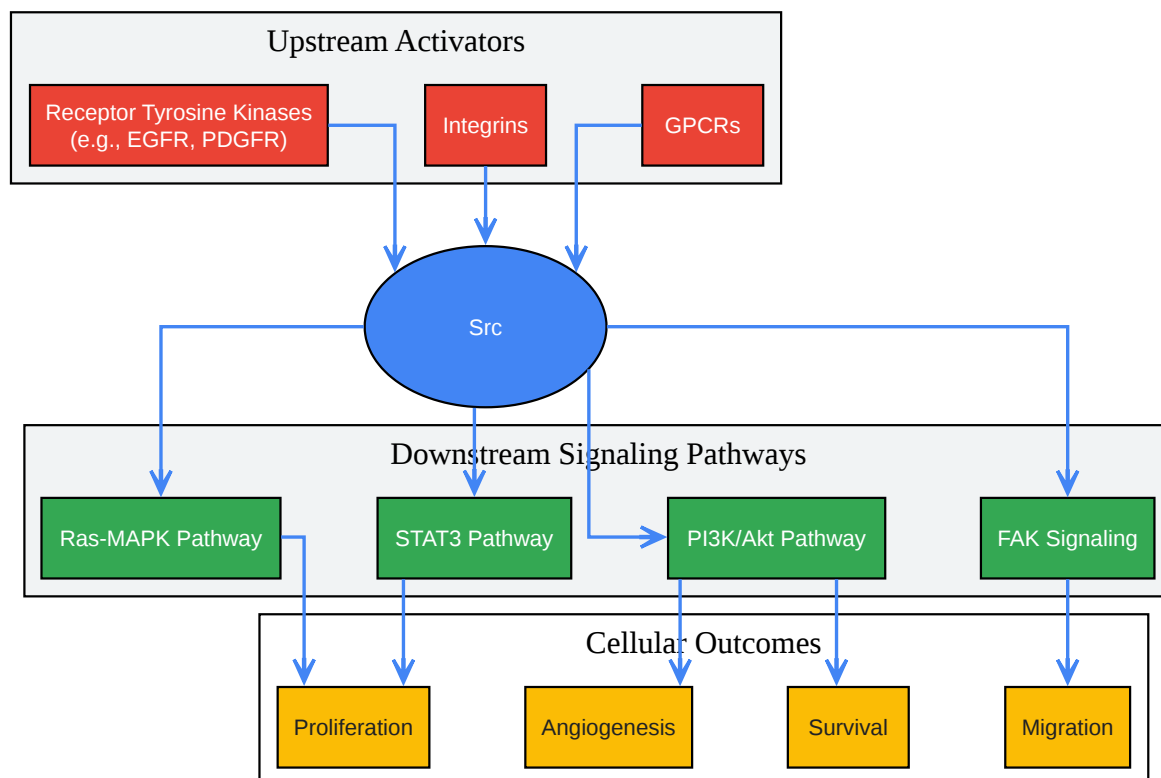 Upstream Activators
Receptor Tyrosine Kinases
(e.g., EGFR, PDGFR)
Integrins
GPCRs
Src
Downstream Signaling Pathways
Ras-MAPK Pathway
STAT3 Pathway
PI3K/Akt Pathway
FAK Signaling
Cellular Outcomes
Proliferation
Angiogenesis
Survival
Migration